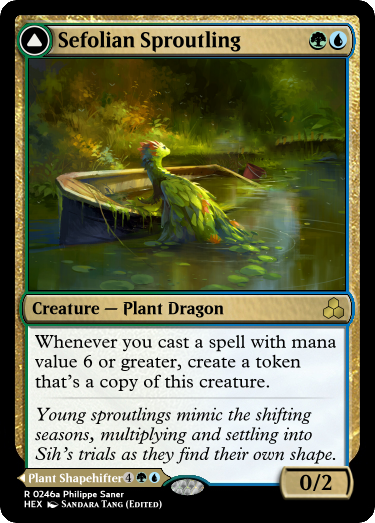 Sefolian Sproutling
Creature — Plant Dragon
Whenever you cast a spell with mana
value 6 or greater, create a token
that's a copy of this creature.
Young sproutlings mimic the shifting
seasons, multiplying and settling into
Sih's trials as they find their own shape.
Plant Shapehifter 4
0/2
R 0246a Philippe Saner
HEX Sandara Tang (Edited)